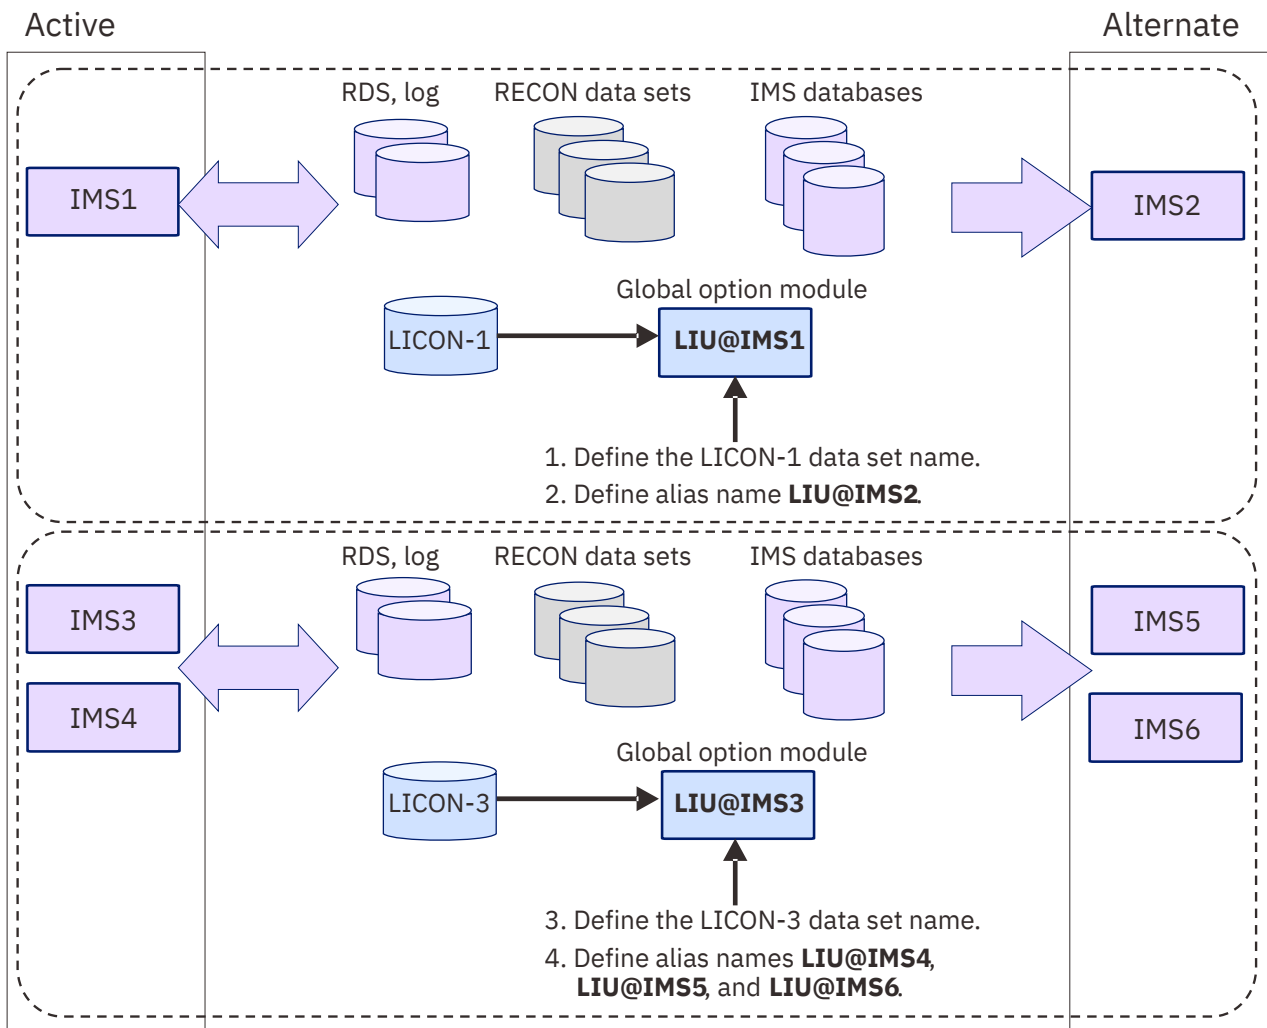 Active
Alternate
RDS, log
RECON data sets
IMS databases
IMS1
IMS2
Global option module
LICON-1
LIU@IMS1
1. Define the LICON-1 data set name.
2. Define alias name LIU@IMS2.
RDS, log
RECON data sets
IMS databases
IMS3
IMS5
IMS4
IMS6
Global option module
LICON-3
LIU@IMS3
3. Define the LICON-3 data set name.
4. Define alias names LIU@IMS4,
LIU@IMS5, and LIU@IMS6.